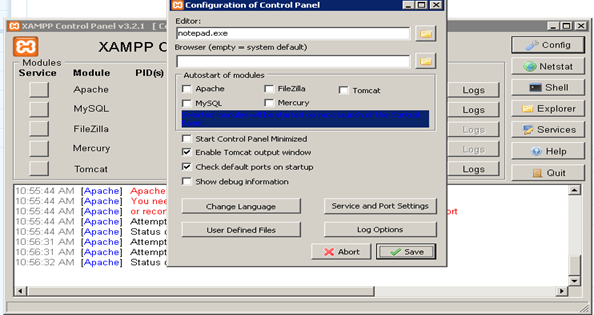 Configuration of Control Panel
XAMPP Control Panel v3.2.1 [ Co
Editor:
notepad.exe
Browser (empty = system default)
XAMPP C
Config
Modules
Service Module PID(s)
Autostart of modules
Netstat
Apache
Apache FileZilla Tomcat
Logs
Shell
MySQL
MySQL Mercury
Logs
Explorer
FileZilla
Logs
Start Control Panel Minimized
Services
Mercury
Enable Tomcat output window
Logs
Help
Tomcat
Check default ports on startup
Logs
Quit
Show debug information
10:55:44 AM [Apache] Apache
10:55:44 AM [Apache] You nee
10:55:44 AM [Apache] or recon
10:55:44 AM [Apache] Attempt
10:55:44 AM [Apache] Status c
10:56:31 AM [Apache] Attempt
10:56:31 AM [Apache] Attempt
10:56:32 AM [Apache] Status c
Change Language Service and Port Settings
User Defined Files Log Options
Abort Save